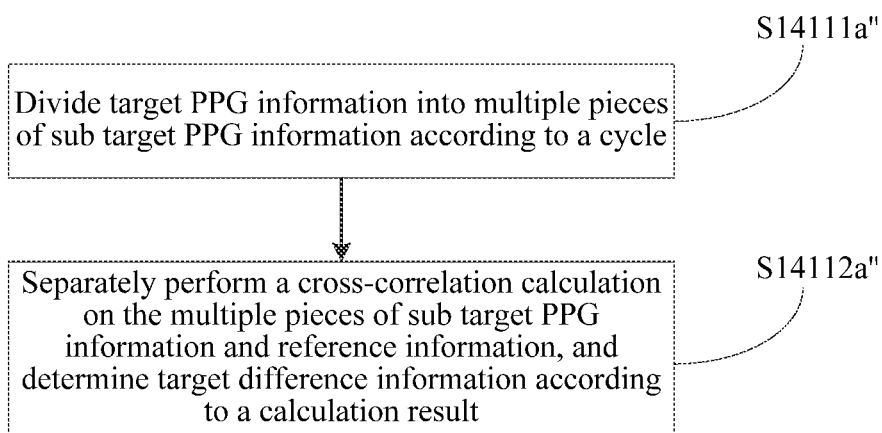 S14111a"
Divide target PPG information into multiple pieces
of sub target PPG information according to a cycle
S14112a"
Separately perform a cross-correlation calculation
on the multiple pieces of sub target PPG
information and reference information, and
determine target difference information according
to a calculation result